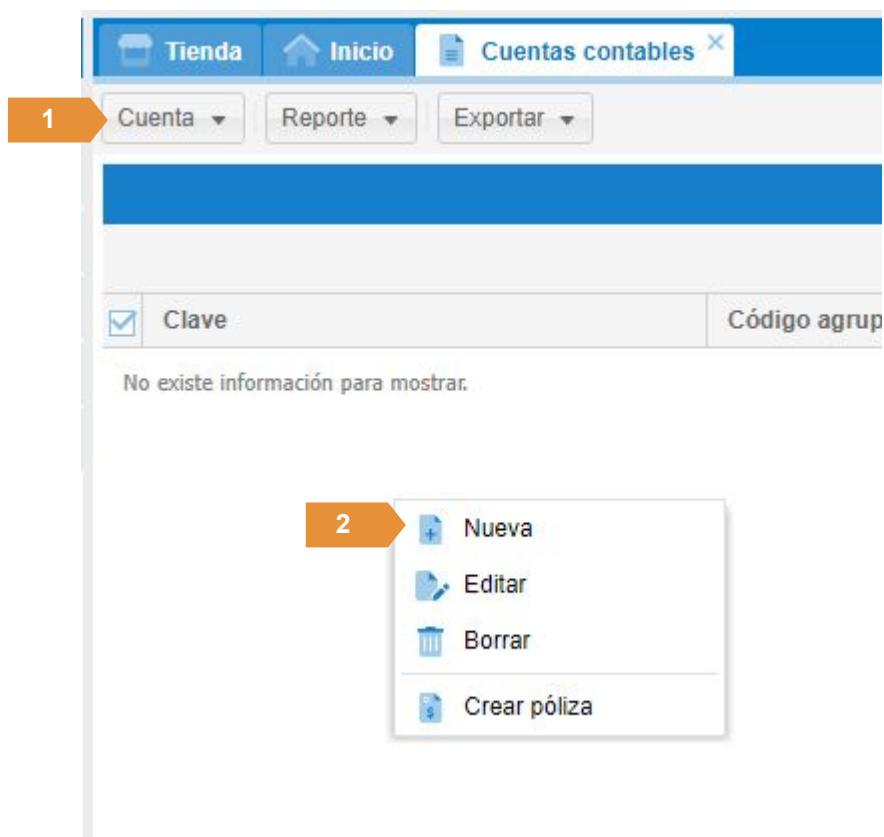 Tienda Inicio Cuentas contables
1 Cuenta Reporte Exportar
Clave Código agrup
No existe información para mostrar.
2 Nueva
Editar
Borrar
Crear póliza